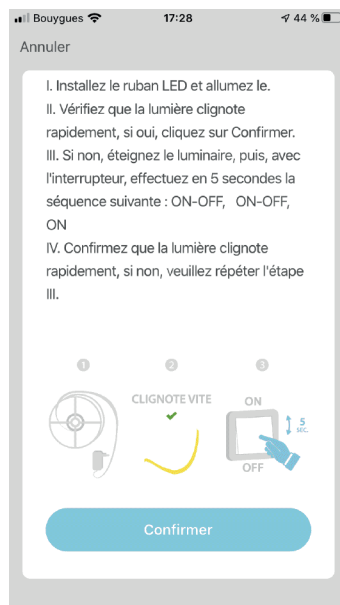 Bouygues 17:28 44 %
Annuler
I. Installez le ruban LED et allumez le.
II. Vérifiez que la lumière clignote
rapidement, si oui, cliquez sur Confirmer.
III. Si non, éteignez le luminaire, puis, avec
l'interrupteur, effectuez en 5 secondes la
séquence suivante : ON-OFF, ON-OFF,
ON
IV. Confirmez que la lumière clignote
rapidement, si non, veuillez répéter l'étape
III.
1 2 3
CLIGNOTE VITE
ON
5
SEC.
OFF
Confirmer